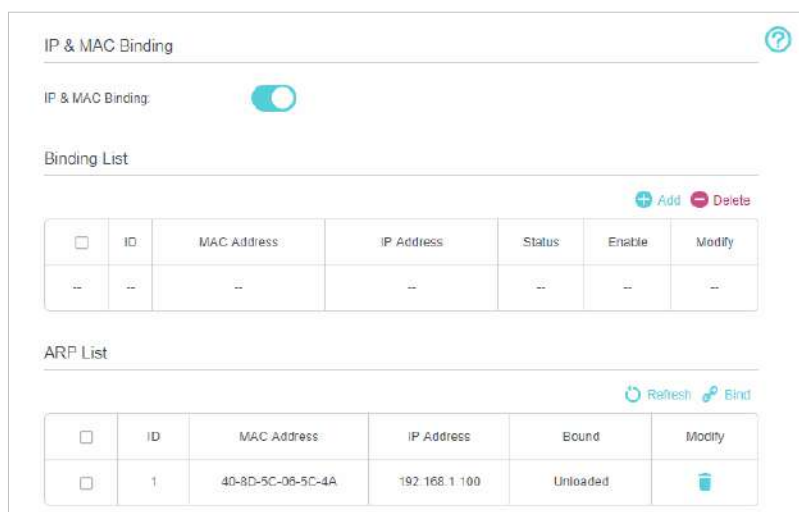 IP & MAC Binding
IP & MAC Binding:
Binding List
Add Delete
ID MAC Address IP Address Status Enable Modify
-- -- -- -- -- -- --
ARP List
Refresh Bind
ID MAC Address IP Address Bound Modify
1 40-8D-5C-06-5C-4A 192.168.1.100 Unloaded